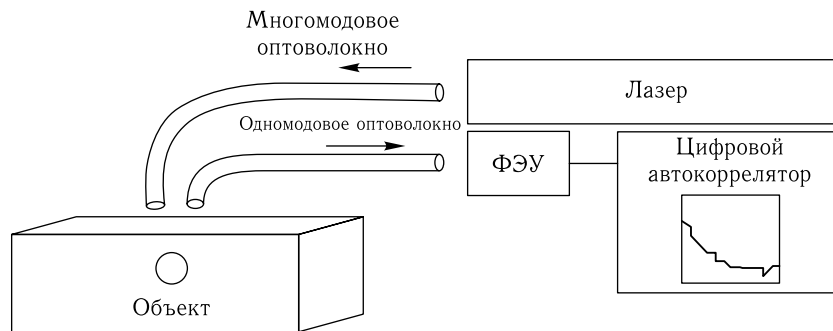 Многомодовое
оптоволокно
Лазер
Одномодовое оптоволокно
ФЭУ
Цифровой
автокоррелятор
Объект